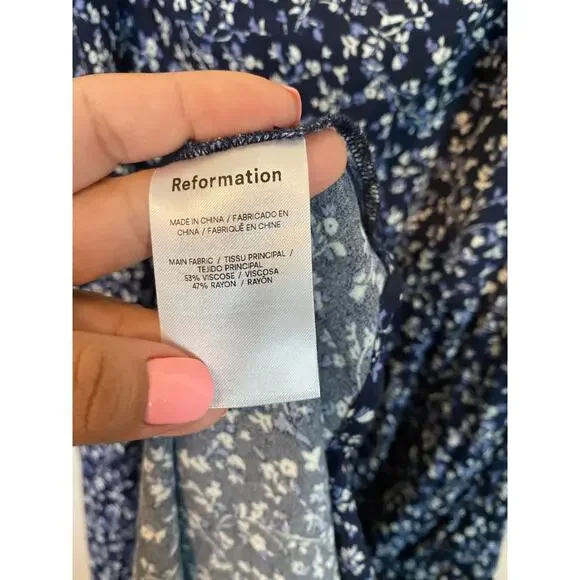 Reformation
MADE IN CHINA / FABRICADO EN
CHINA / FABRIQUÉ EN CHINE
MAIN FABRIC / TISSU PRINCIPAL /
TEJIDO PRINCIPAL
53% VISCOSE / VISCOSA
47% RAYON / RAYÓN